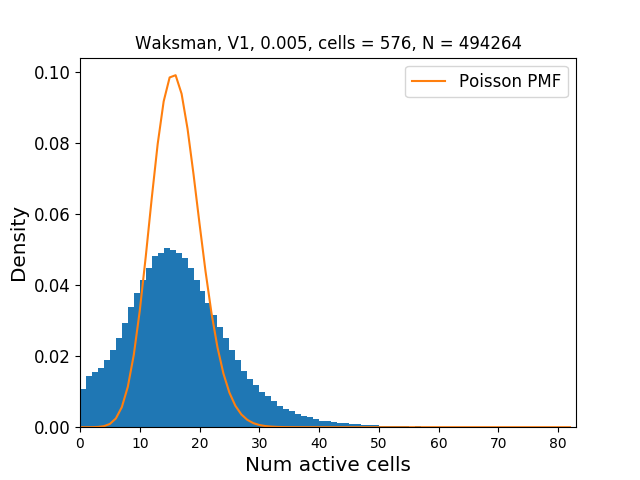 Waksman, V1, 0.005, cells = 576, N = 494264
Poisson PMF
0.10
0.08
0.06
0.04
0.02
0.00
Density
0 10 20 30 40 50 60 70 80
Num active cells